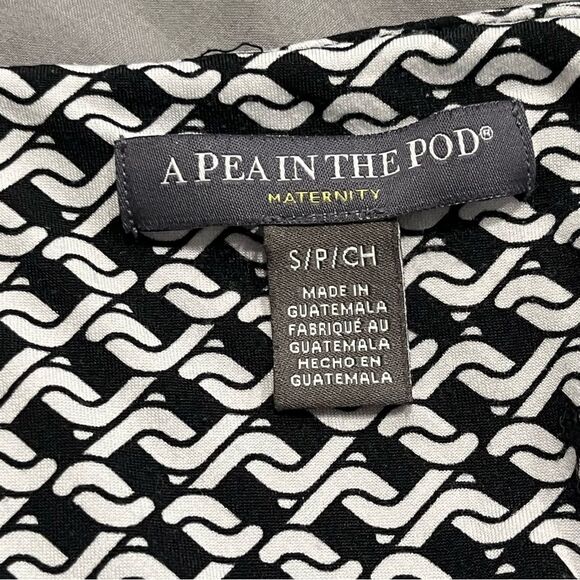 A PEA IN THE POD®
MATERNITY
S/P/CH
MADE IN
GUATEMALA
FABRIQUÉ AU
GUATEMALA
HECHO EN
GUATEMALA